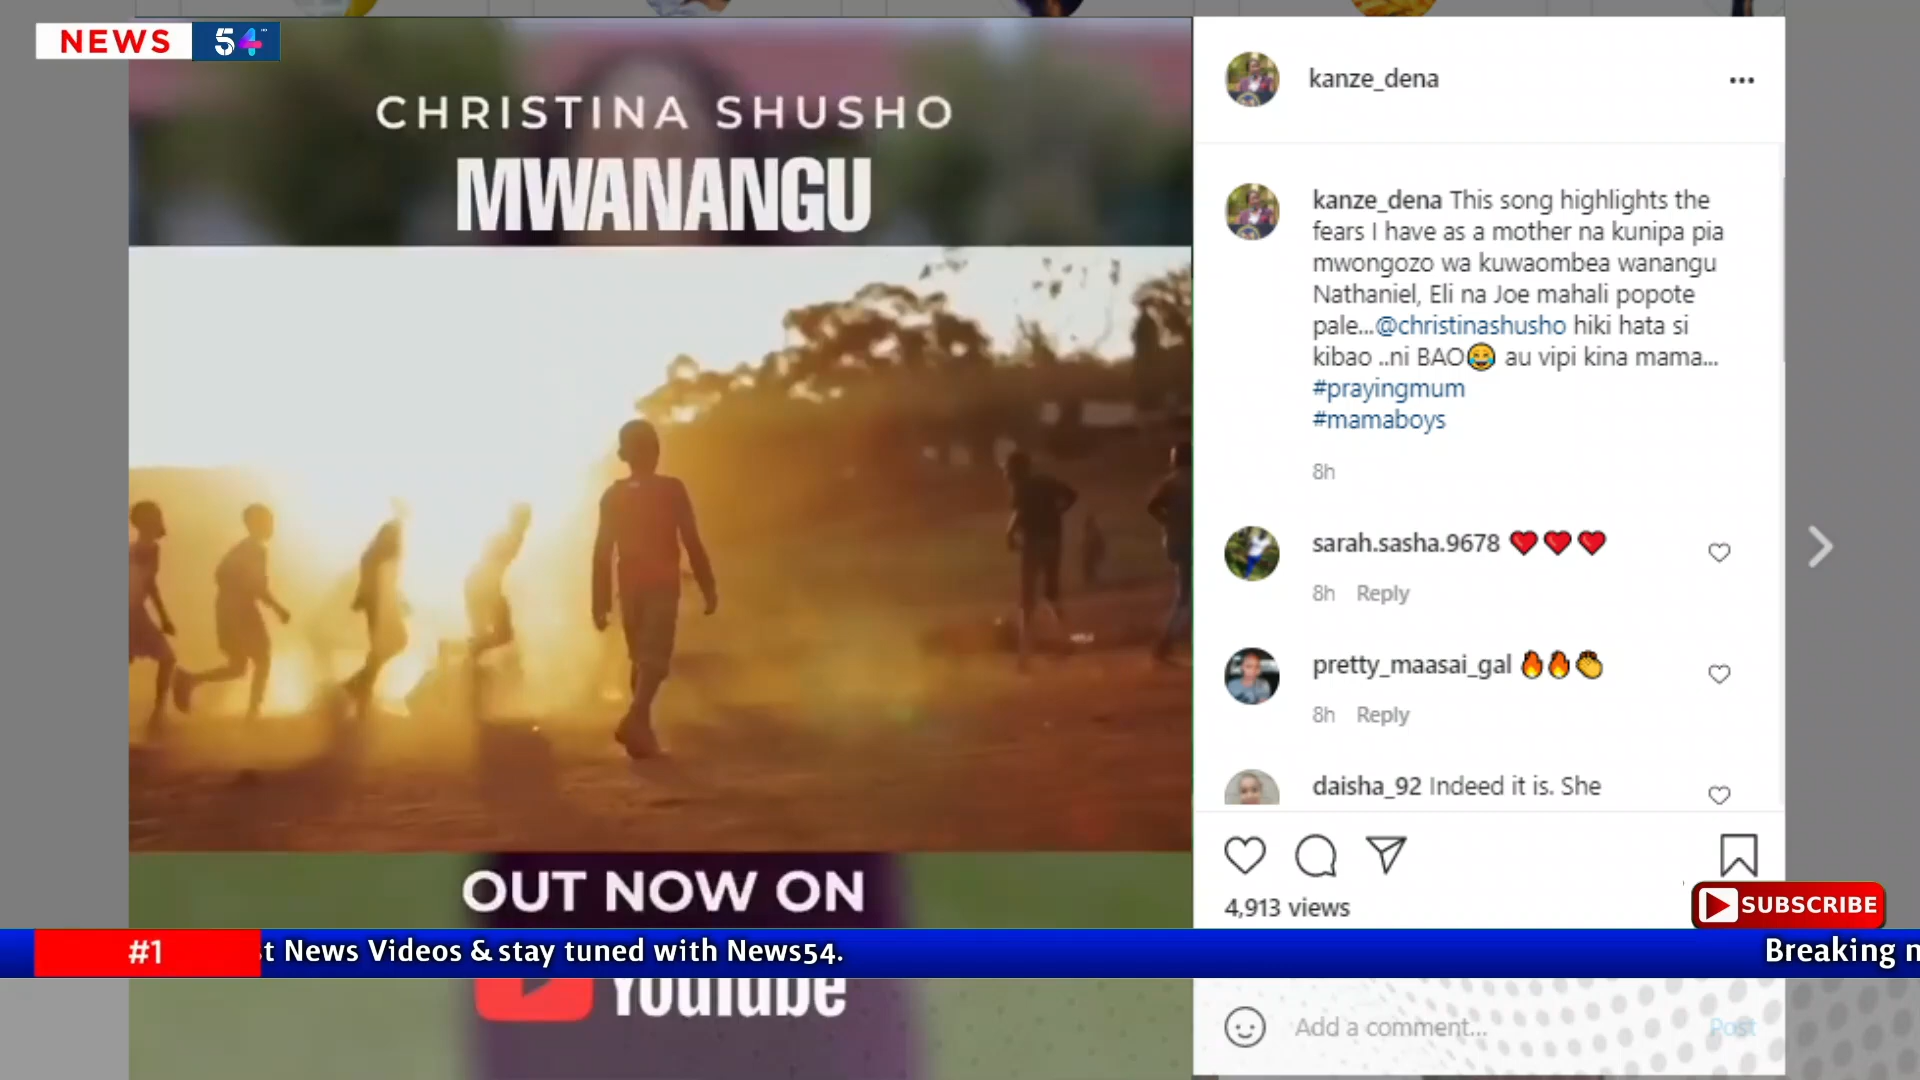 NEWS 54
CHRISTINA SHUSHO
MWANANGU
OUT NOW ON
YouTube
kanze_dena
kanze_dena This song highlights the
fears I have as a mother na kunipa pia
mwongozo wa kuwaombea wanangu
Nathaniel, Eli na Joe mahali popote
pale...@christinashusho hiki hata si
kibao ..ni BAO😂 au vipi kina mama...
#prayingmum
#mamaboys
8h
sarah.sasha.9678 ❤❤❤
8h Reply
pretty_maasai_gal 🔥🔥👏
8h Reply
daisha_92 Indeed it is. She
4,913 views
SUBSCRIBE
#1 t News Videos & stay tuned with News54. Breaking n
Add a comment... Post